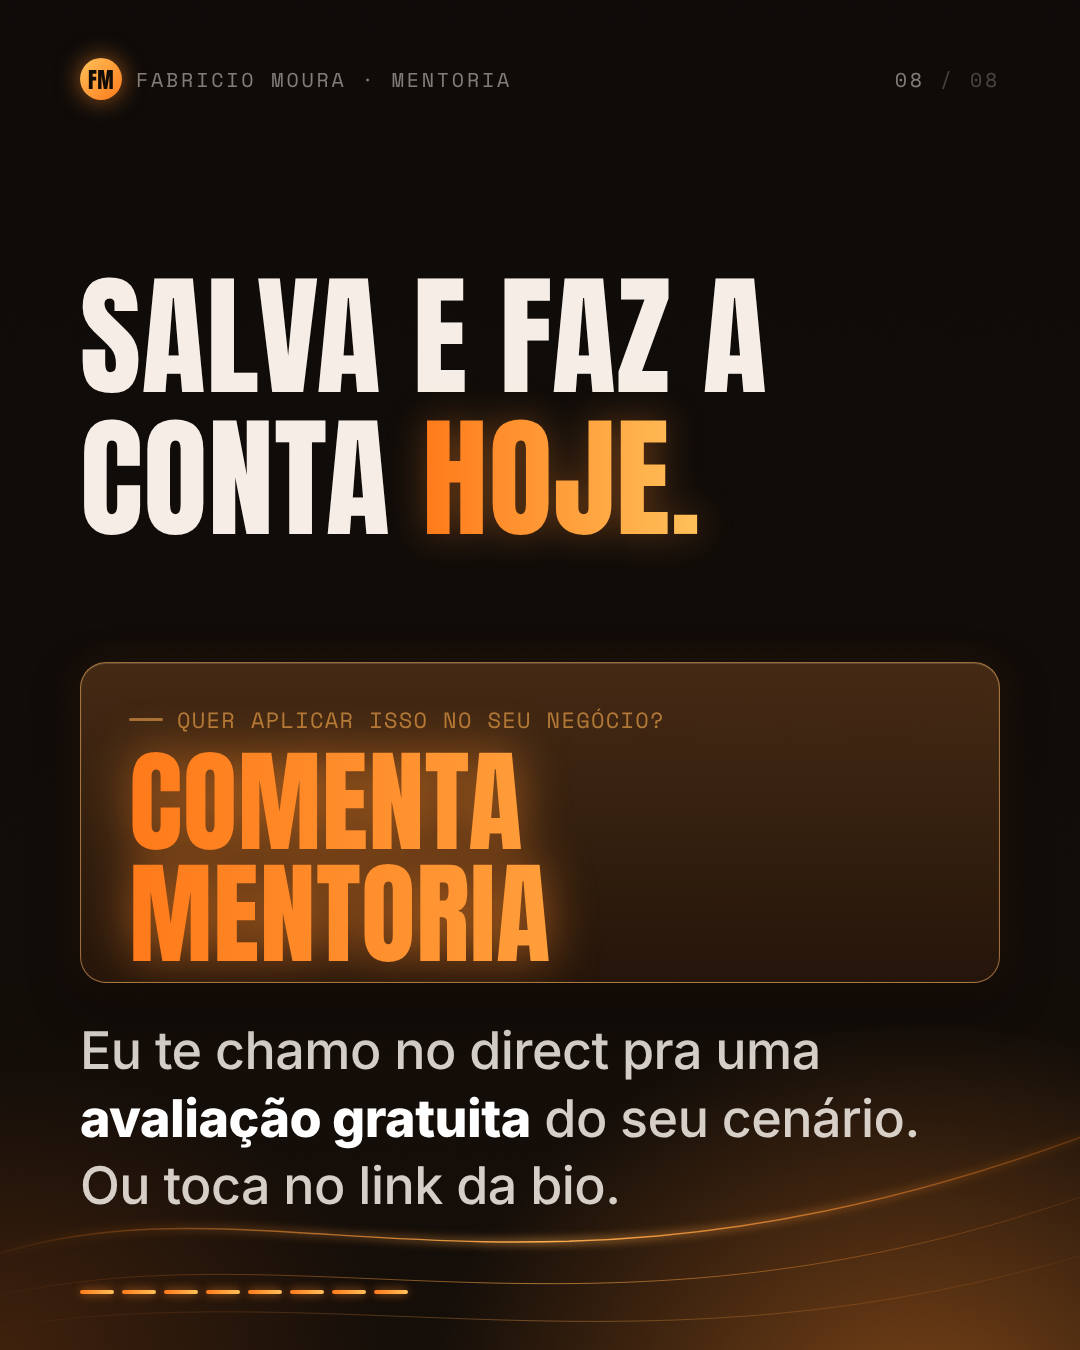 FM FABRICIO MOURA · MENTORIA 08 / 08
SALVA E FAZ A
CONTA HOJE.
QUER APLICAR ISSO NO SEU NEGÓCIO?
COMENTA
MENTORIA
Eu te chamo no direct pra uma
avaliação gratuita do seu cenário.
Ou toca no link da bio.